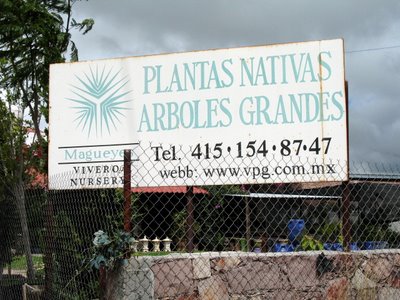 PLANTAS NATIVAS
ARBOLES GRANDES
Magueyes
VIVERO
NURSERY
Tel. 415·154·87·47
webb: www.vpg.com.mx